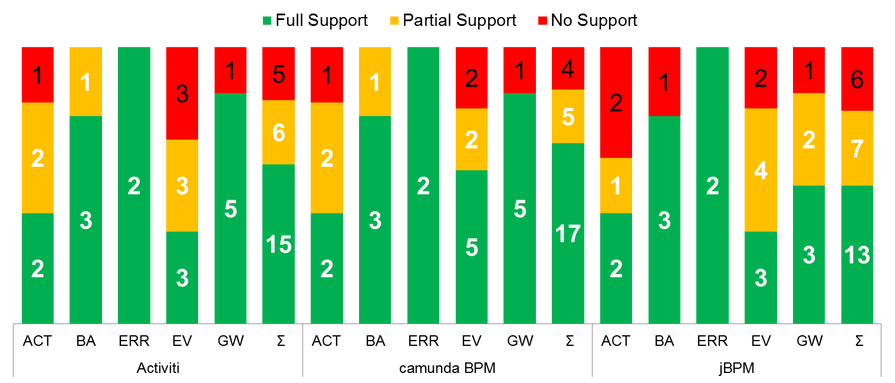 Full Support Partial Support No Support
1 1 3 1 5 1 1 2 1 4 2 1 2 1 6
2 3 6 2 2 5 1 4 2 7
2 3 2 3 5 15 2 3 2 5 5 17 2 3 2 3 3 13
ACT BA ERR EV GW Σ ACT BA ERR EV GW Σ ACT BA ERR EV GW Σ
Activiti camunda BPM jBPM